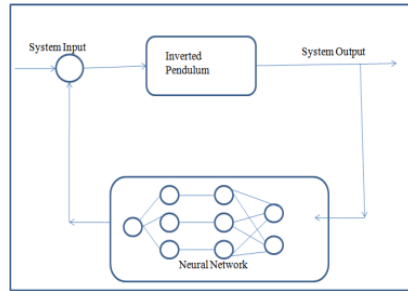 System Input
Inverted
Pendulum
System Output
Neural Network